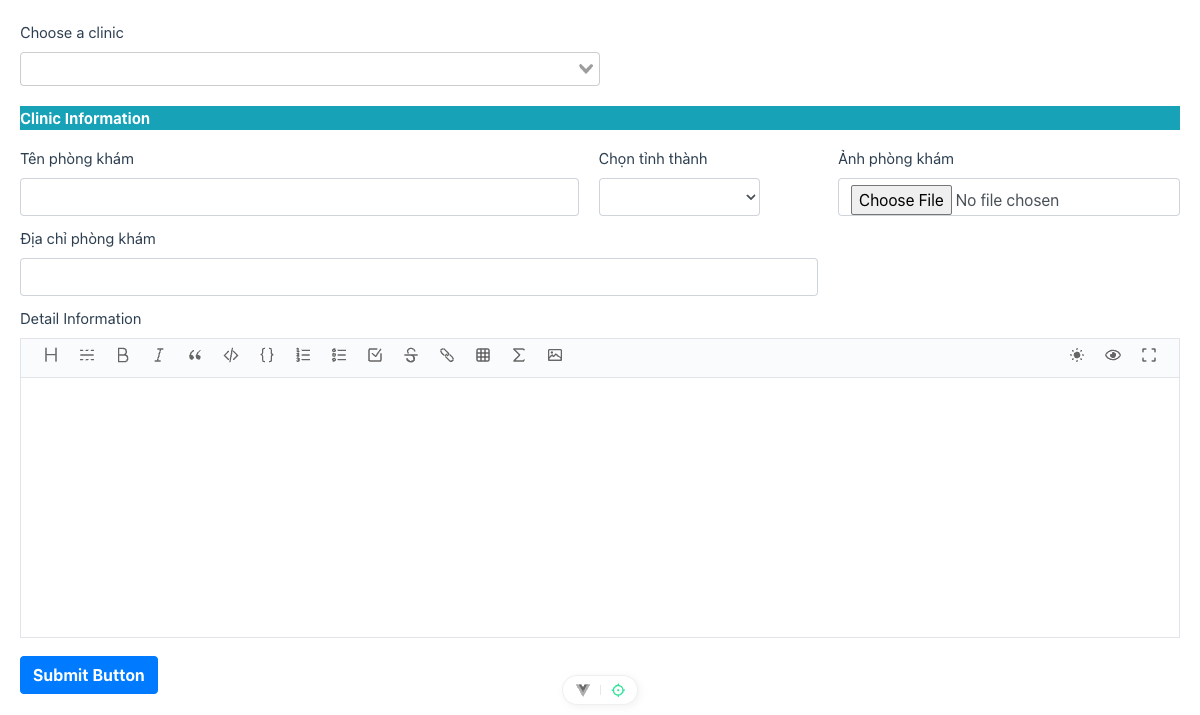 Choose a clinic
Clinic Information
Tên phòng khám
Chọn tỉnh thành
Ảnh phòng khám
Choose File No file chosen
Địa chỉ phòng khám
Detail Information
Submit Button